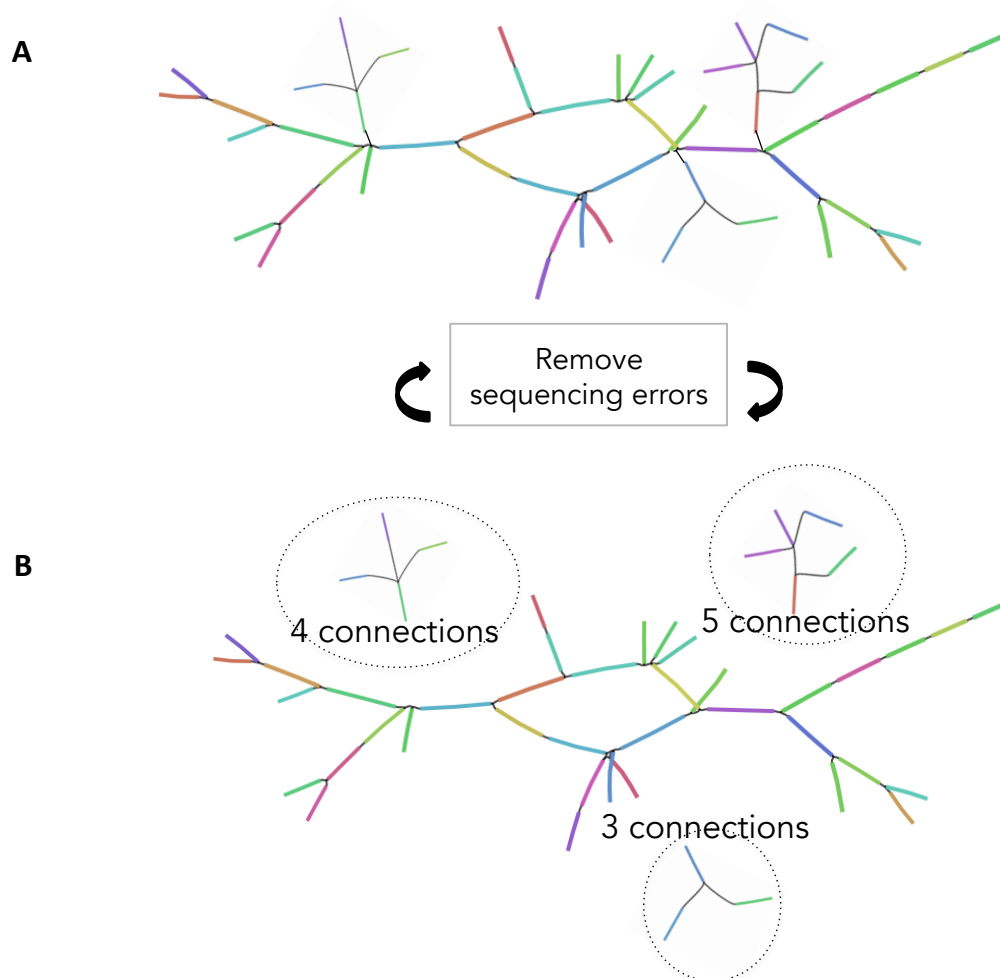 A
Remove
sequencing errors
B
4 connections
5 connections
3 connections